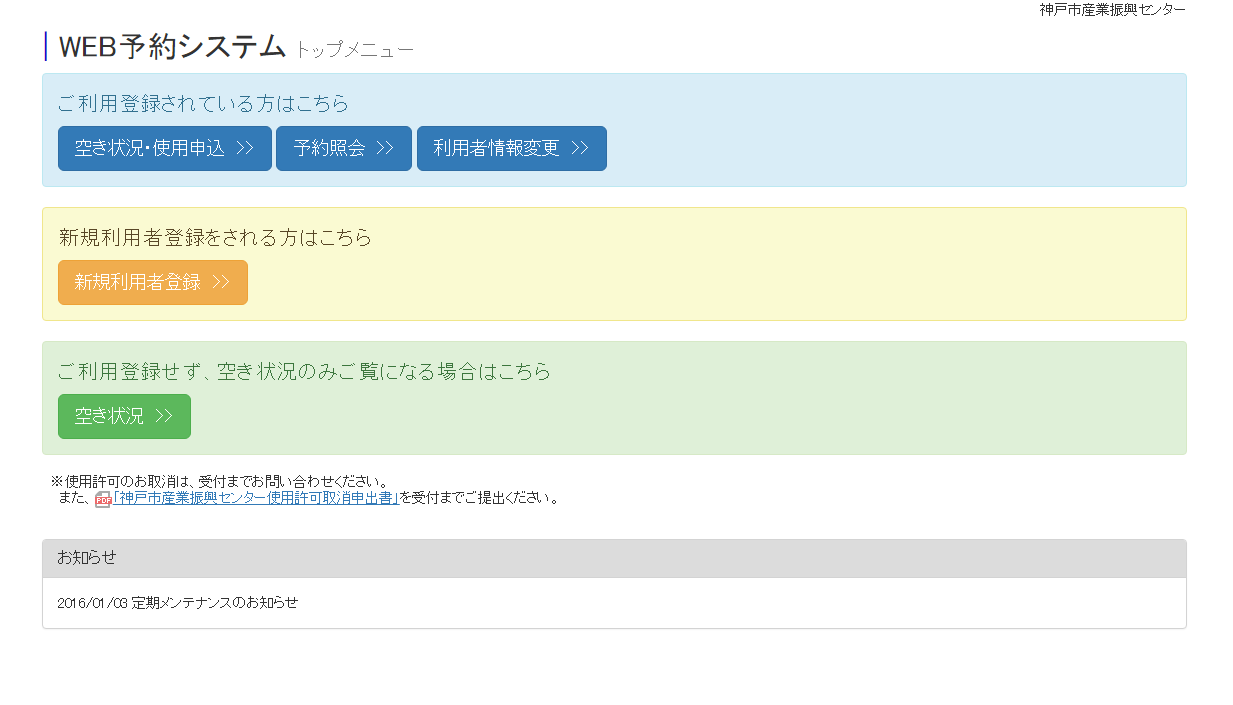 神戸市産業振興センター
WEB予約システム トップメニュー
ご利用登録されている方はこちら
空き状況・使用申込 >> 予約照会 >> 利用者情報変更 >>
新規利用者登録をされる方はこちら
新規利用者登録 >>
ご利用登録せず、空き状況のみご覧になる場合はこちら
空き状況 >>
※使用許可のお取消は、受付までお問い合わせください。
また、PDF「神戸市産業振興センター使用許可取消申出書」を受付までご提出ください。
お知らせ
2016/01/03 定期メンテナンスのお知らせ